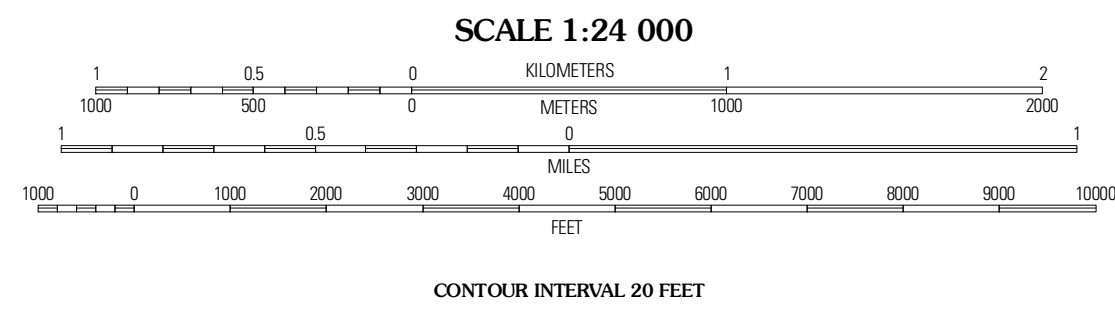 SCALE 1:24 000
1 0.5 0 KILOMETERS 1 2
1000 500 0 METERS 1000 2000
1 0.5 0 1
MILES
1000 0 1000 2000 3000 4000 5000 6000 7000 8000 9000 10000
FEET
CONTOUR INTERVAL 20 FEET